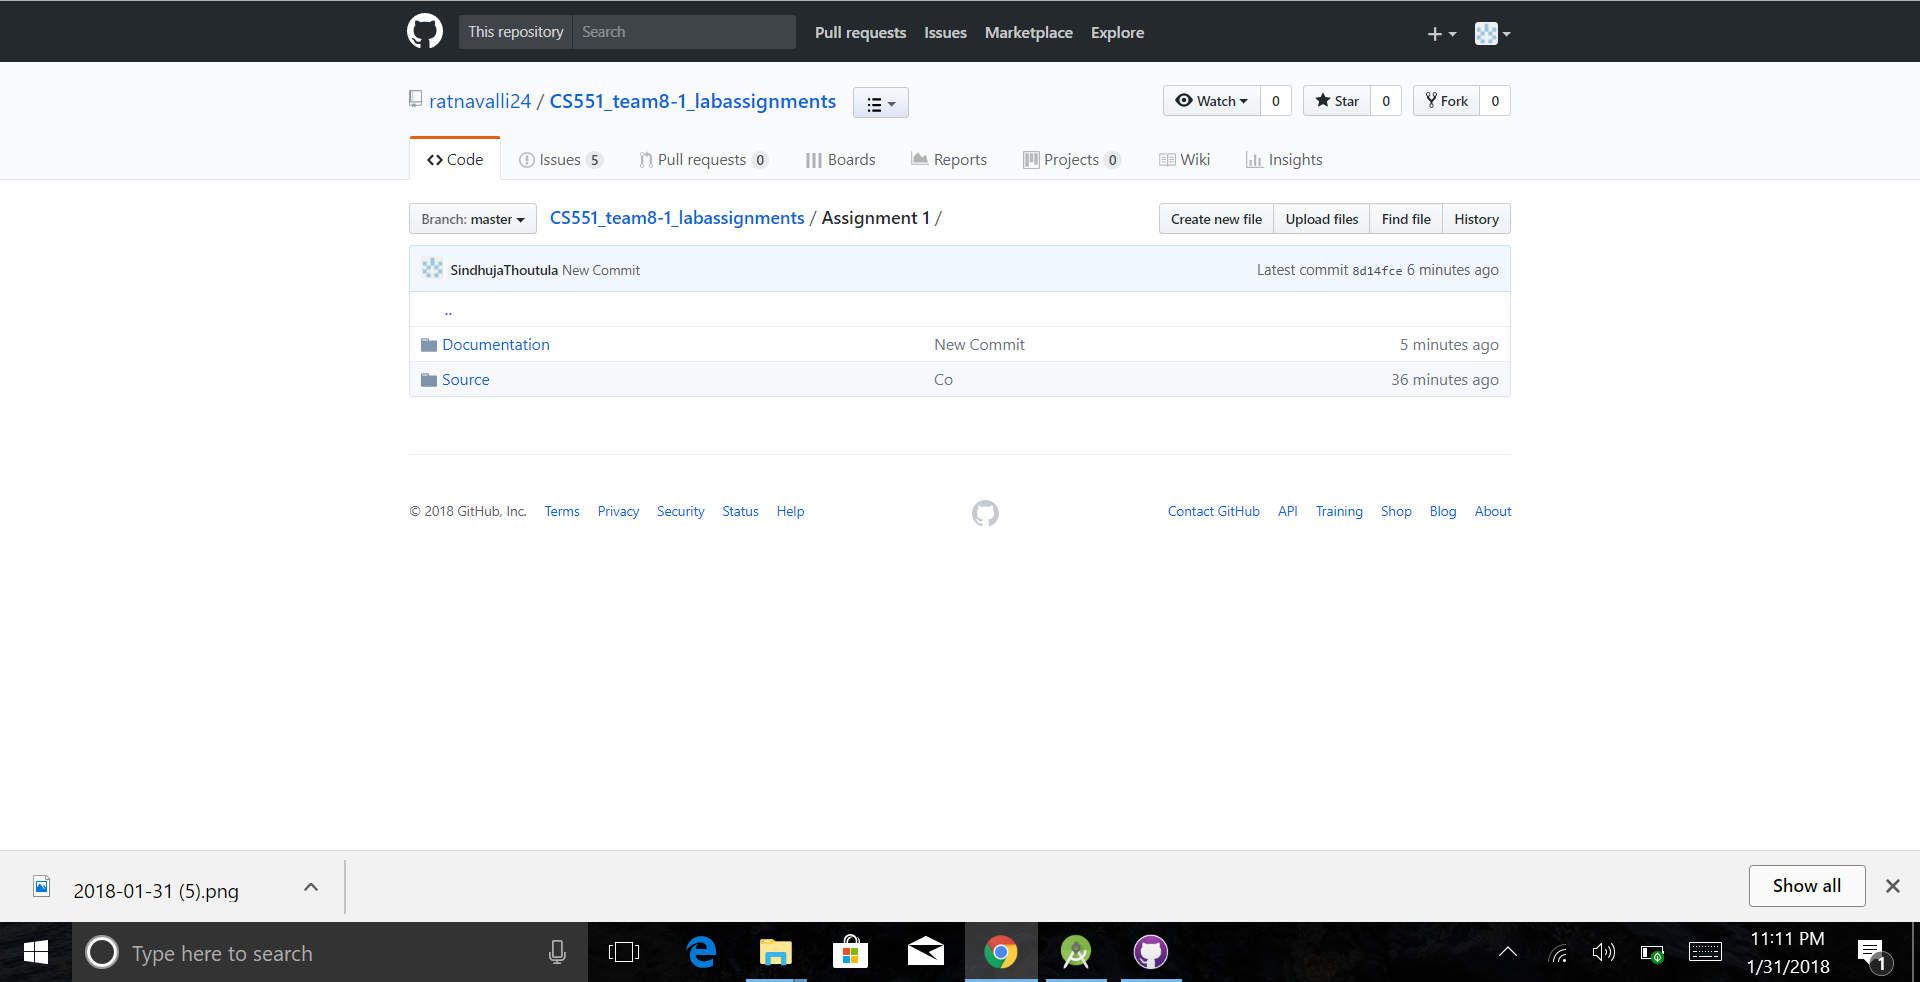 This repository Search Pull requests Issues Marketplace Explore
ratnavalli24 / CS551_team8-1_labassignments Watch 0 Star 0 Fork 0
Code Issues 5 Pull requests 0 Boards Reports Projects 0 Wiki Insights
Branch: master CS551_team8-1_labassignments / Assignment 1 / Create new file Upload files Find file History
SindhujaThoutula New Commit Latest commit 8d14fce 6 minutes ago
..
Documentation New Commit 5 minutes ago
Source Co 36 minutes ago
© 2018 GitHub, Inc. Terms Privacy Security Status Help Contact GitHub API Training Shop Blog About
2018-01-31 (5).png Show all
Type here to search
11:11 PM
1/31/2018
1